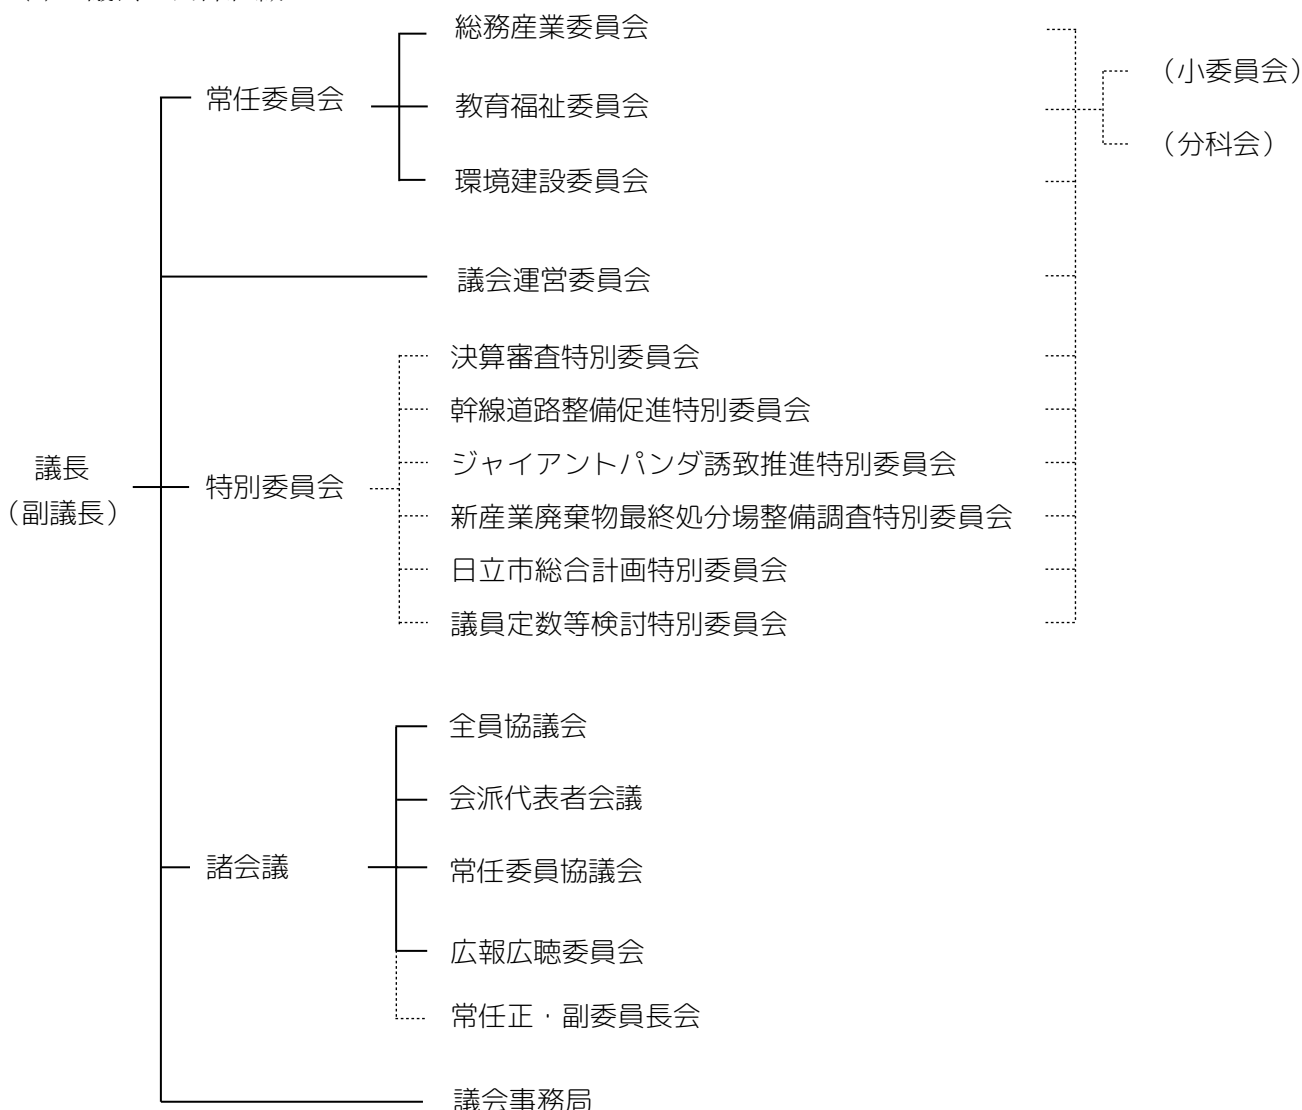 総務産業委員会
（小委員会）
常任委員会
教育福祉委員会
（分科会）
環境建設委員会
議会運営委員会
決算審査特別委員会
幹線道路整備促進特別委員会
ジャイアントパンダ誘致推進特別委員会
議長
（副議長）
特別委員会
新産業廃棄物最終処分場整備調査特別委員会
日立市総合計画特別委員会
議員定数等検討特別委員会
全員協議会
会派代表者会議
諸会議
常任委員協議会
広報広聴委員会
常任正・副委員長会
議会事務局